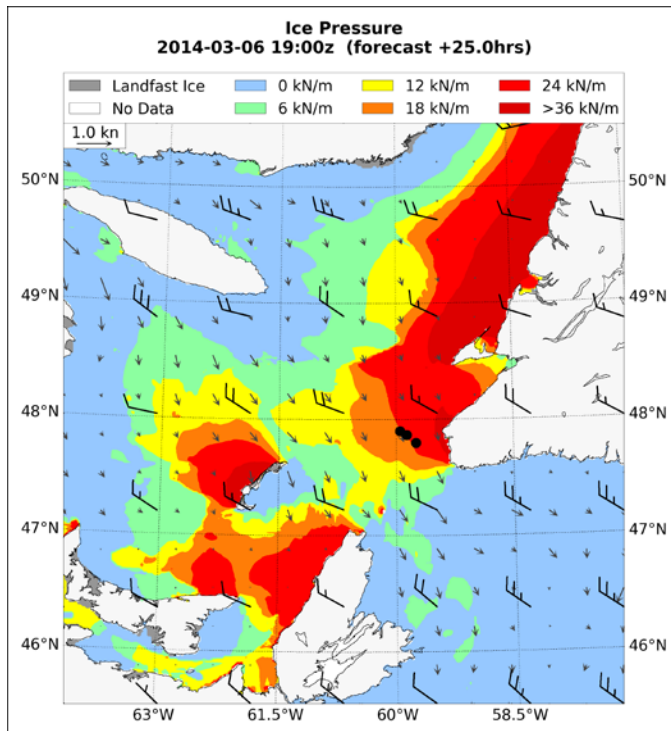 Ice Pressure
2014-03-06 19:00z (forecast +25.0hrs)
Landfast Ice 0 kN/m 12 kN/m 24 kN/m
No Data 6 kN/m 18 kN/m >36 kN/m
1.0 kn
50°N 50°N
49°N 49°N
48°N 48°N
47°N 47°N
46°N 46°N
63°W 61.5°W 60°W 58.5°W